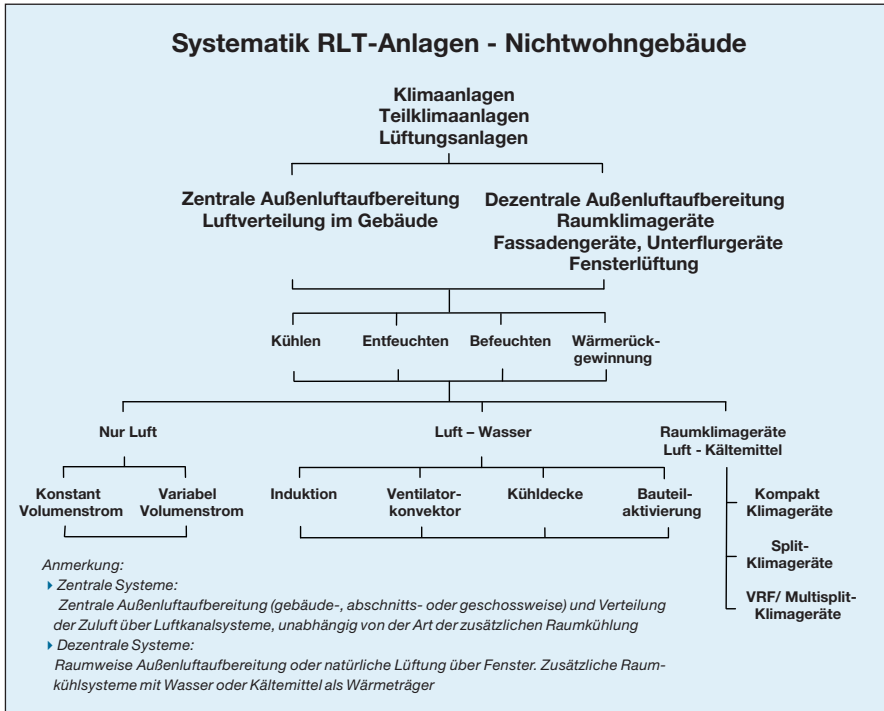 Systematik RLT-Anlagen - Nichtwohngebäude
Klimaanlagen
Teilklimaanlagen
Lüftungsanlagen
Zentrale Außenluftaufbereitung
Luftverteilung im Gebäude
Dezentrale Außenluftaufbereitung
Raumklimageräte
Fassadengeräte, Unterflurgeräte
Fensterlüftung
Kühlen
Entfeuchten
Befeuchten
Wärmerück-
gewinnung
Nur Luft
Luft – Wasser
Raumklimageräte
Luft - Kältemittel
Konstant
Volumenstrom
Variabel
Volumenstrom
Induktion
Ventilator-
konvektor
Kühldecke
Bauteil-
aktivierung
Kompakt
Klimageräte
Split-
Klimageräte
VRF/ Multisplit-
Klimageräte
Anmerkung:
Zentrale Systeme:
Zentrale Außenluftaufbereitung (gebäude-, abschnitts- oder geschossweise) und Verteilung
der Zuluft über Luftkanalsysteme, unabhängig von der Art der zusätzlichen Raumkühlung
Dezentrale Systeme:
Raumweise Außenluftaufbereitung oder natürliche Lüftung über Fenster. Zusätzliche Raum-
kühlsysteme mit Wasser oder Kältemittel als Wärmeträger